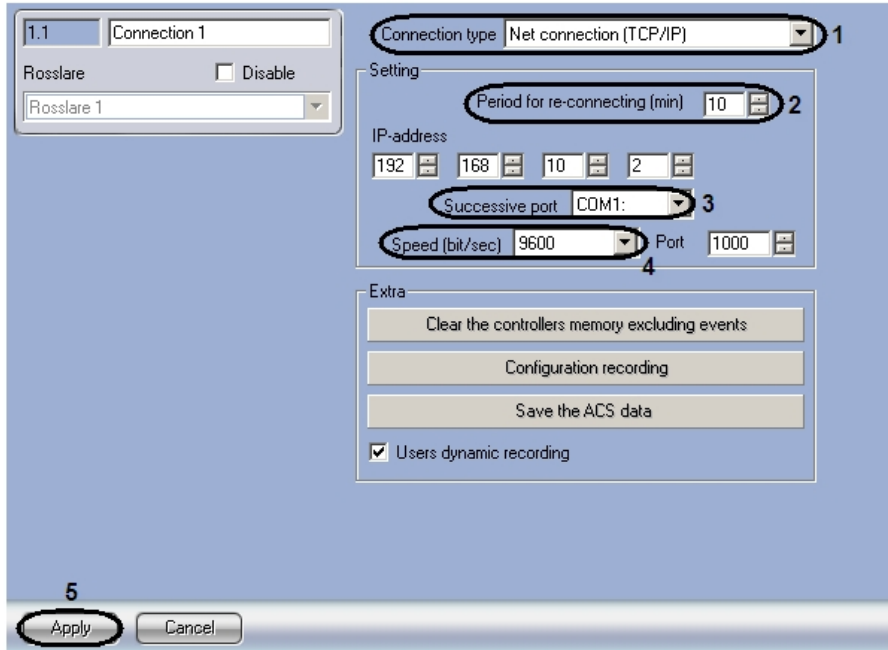 1.1 Connection 1
Rosslare Disable
Rosslare 1
Connection type Net connection (TCP/IP) 1
Setting
Period for re-connecting (min) 10 2
IP-address
192 168 10 2
Successive port COM1: 3
Speed (bit/sec) 9600 Port 1000
4
Extra
Clear the controllers memory excluding events
Configuration recording
Save the ACS data
Users dynamic recording
5
Apply Cancel